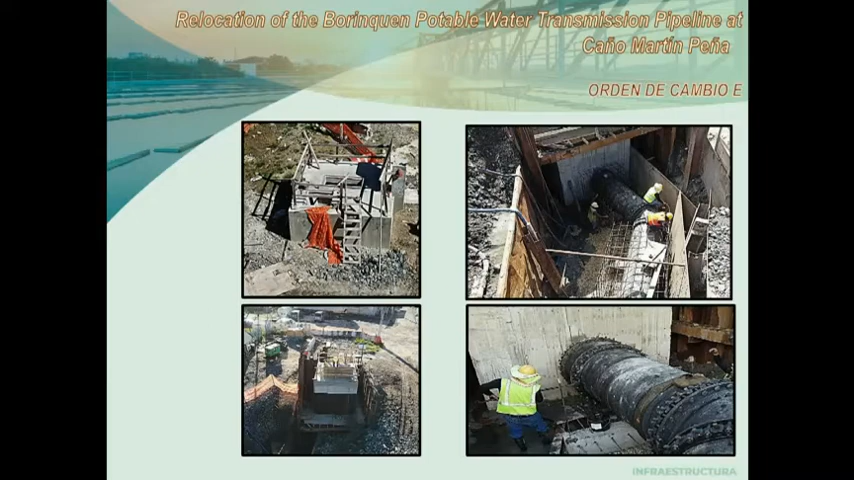 Relocation of the Borinquen Potable Water Transmission Pipeline at
Caño Martín Peña
ORDEN DE CAMBIO E
INFRAESTRUCTURA